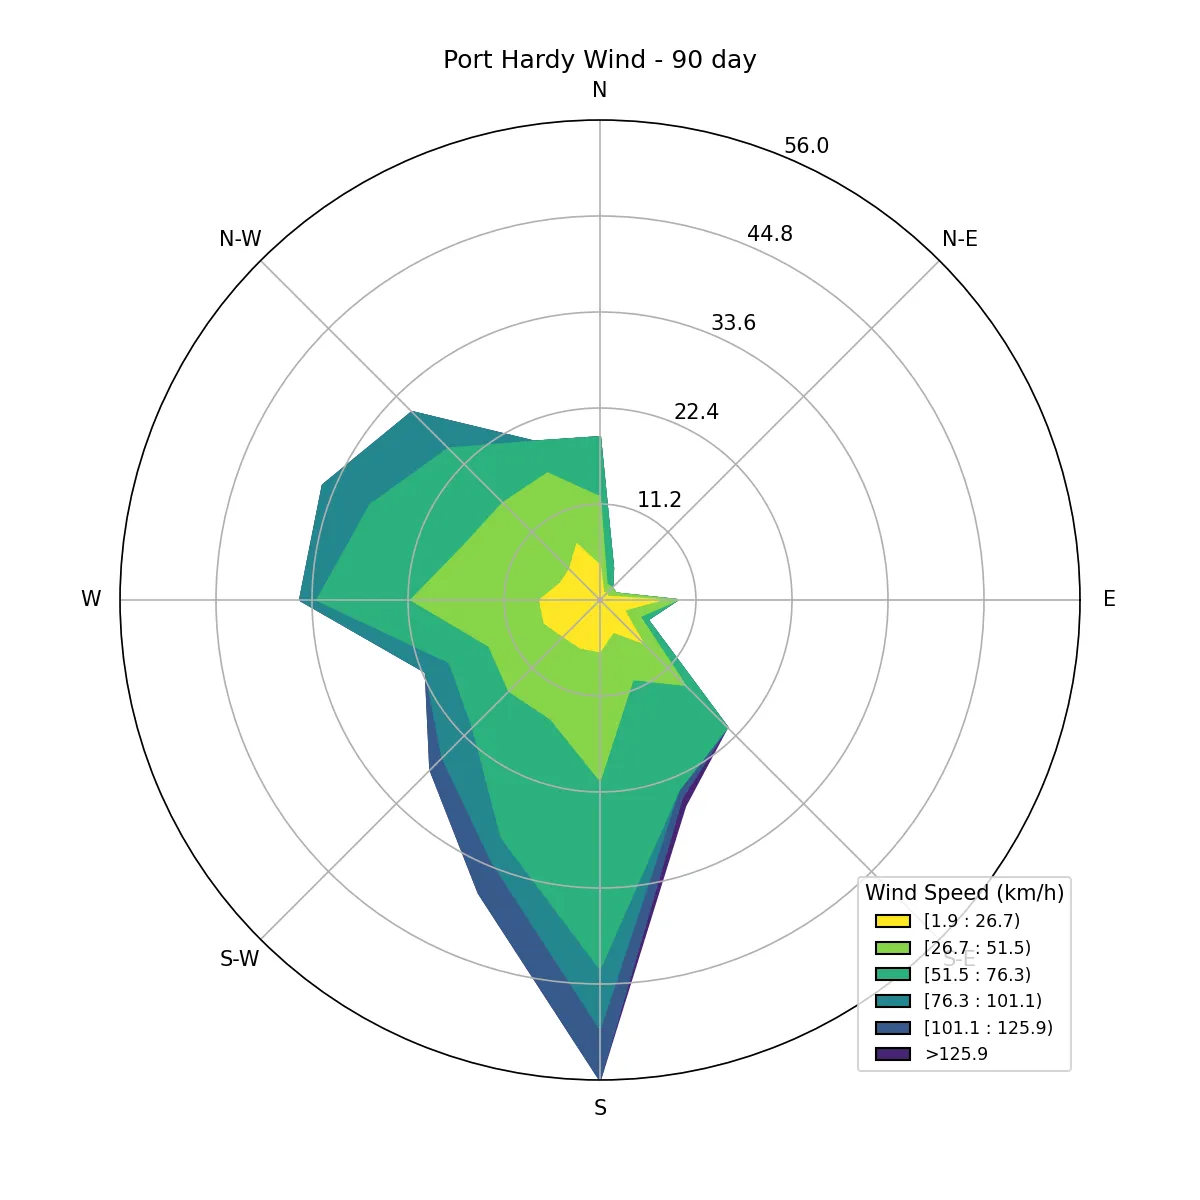 Port Hardy Wind - 90 day
N
56.0
44.8
N-W
N-E
33.6
22.4
11.2
W
E
Wind Speed (km/h)
[1.9 : 26.7)
[26.7 : 51.5)
S-W
S-E
[51.5 : 76.3)
[76.3 : 101.1)
[101.1 : 125.9)
>125.9
S